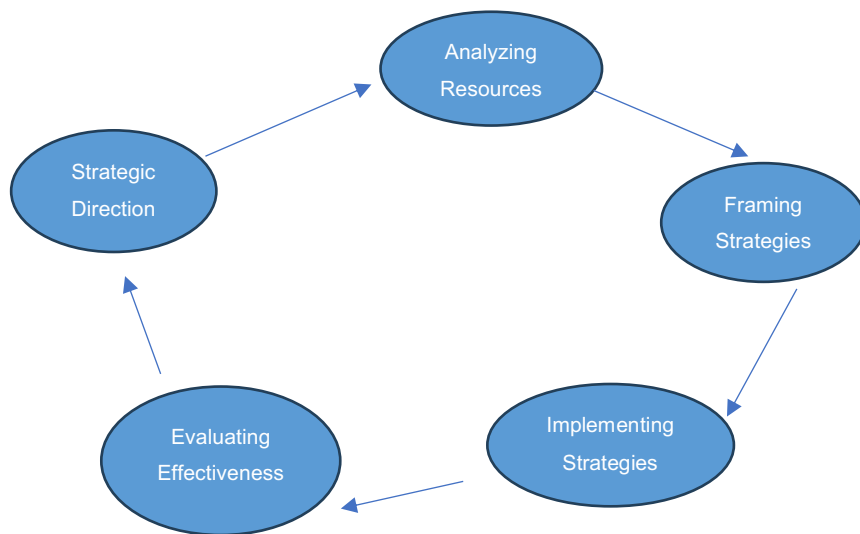 Analyzing
Resources
Strategic
Direction
Framing
Strategies
Implementing
Strategies
Evaluating
Effectiveness